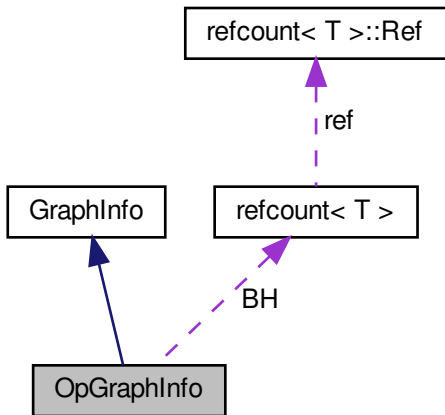 refcount< T >::Ref
ref
GraphInfo
refcount< T >
BH
OpGraphInfo